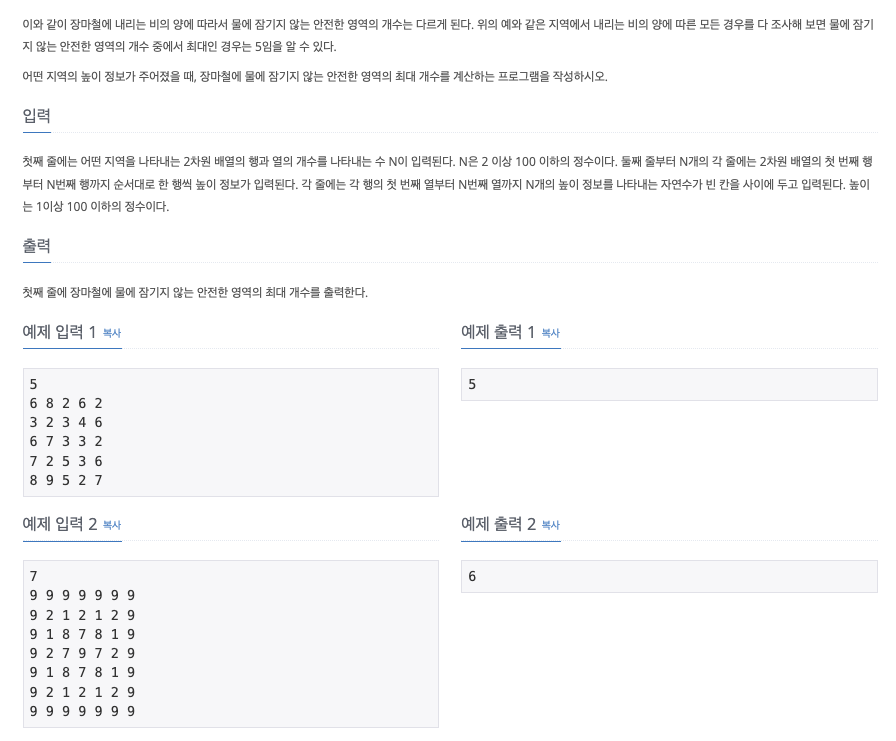 이와 같이 장마철에 내리는 비의 양에 따라서 물에 잠기지 않는 안전한 영역의 개수는 다르게 된다. 위의 예와 같은 지역에서 내리는 비의 양에 따른 모든 경우를 다 조사해 보면 물에 잠기
지 않는 안전한 영역의 개수 중에서 최대인 경우는 5임을 알 수 있다.
어떤 지역의 높이 정보가 주어졌을 때, 장마철에 물에 잠기지 않는 안전한 영역의 최대 개수를 계산하는 프로그램을 작성하시오.
입력
첫째 줄에는 어떤 지역을 나타내는 2차원 배열의 행과 열의 개수를 나타내는 수 N이 입력된다. N은 2 이상 100 이하의 정수이다. 둘째 줄부터 N개의 각 줄에는 2차원 배열의 첫 번째 행
부터 N번째 행까지 순서대로 한 행씩 높이 정보가 입력된다. 각 줄에는 각 행의 첫 번째 열부터 N번째 열까지 N개의 높이 정보를 나타내는 자연수가 빈 칸을 사이에 두고 입력된다. 높이
는 1이상 100 이하의 정수이다.
출력
첫째 줄에 장마철에 물에 잠기지 않는 안전한 영역의 최대 개수를 출력한다.
예제 입력 1 복사
5
6 8 2 6 2
3 2 3 4 6
6 7 3 3 2
7 2 5 3 6
8 9 5 2 7
예제 출력 1 복사
5
예제 입력 2 복사
7
9 9 9 9 9 9 9
9 2 1 2 1 2 9
9 1 8 7 8 1 9
9 2 7 9 7 2 9
9 1 8 7 8 1 9
9 2 1 2 1 2 9
9 9 9 9 9 9 9
예제 출력 2 복사
6